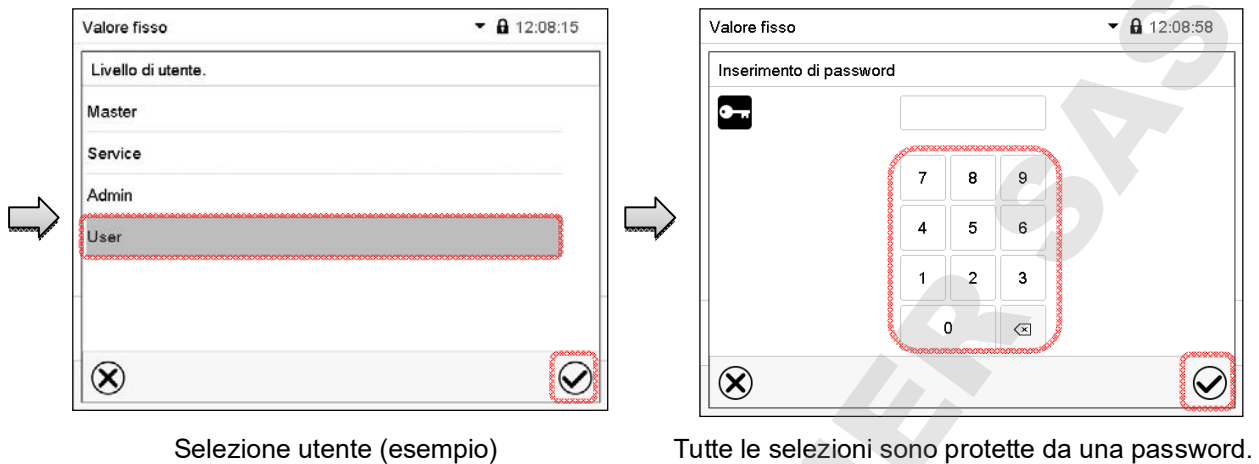 Valore fisso 12:08:15
Livello di utente.
Master
Service
Admin
User
Selezione utente (esempio)
Valore fisso 12:08:58
Inserimento di password
7 8 9
4 5 6
1 2 3
0
Tutte le selezioni sono protette da una password.